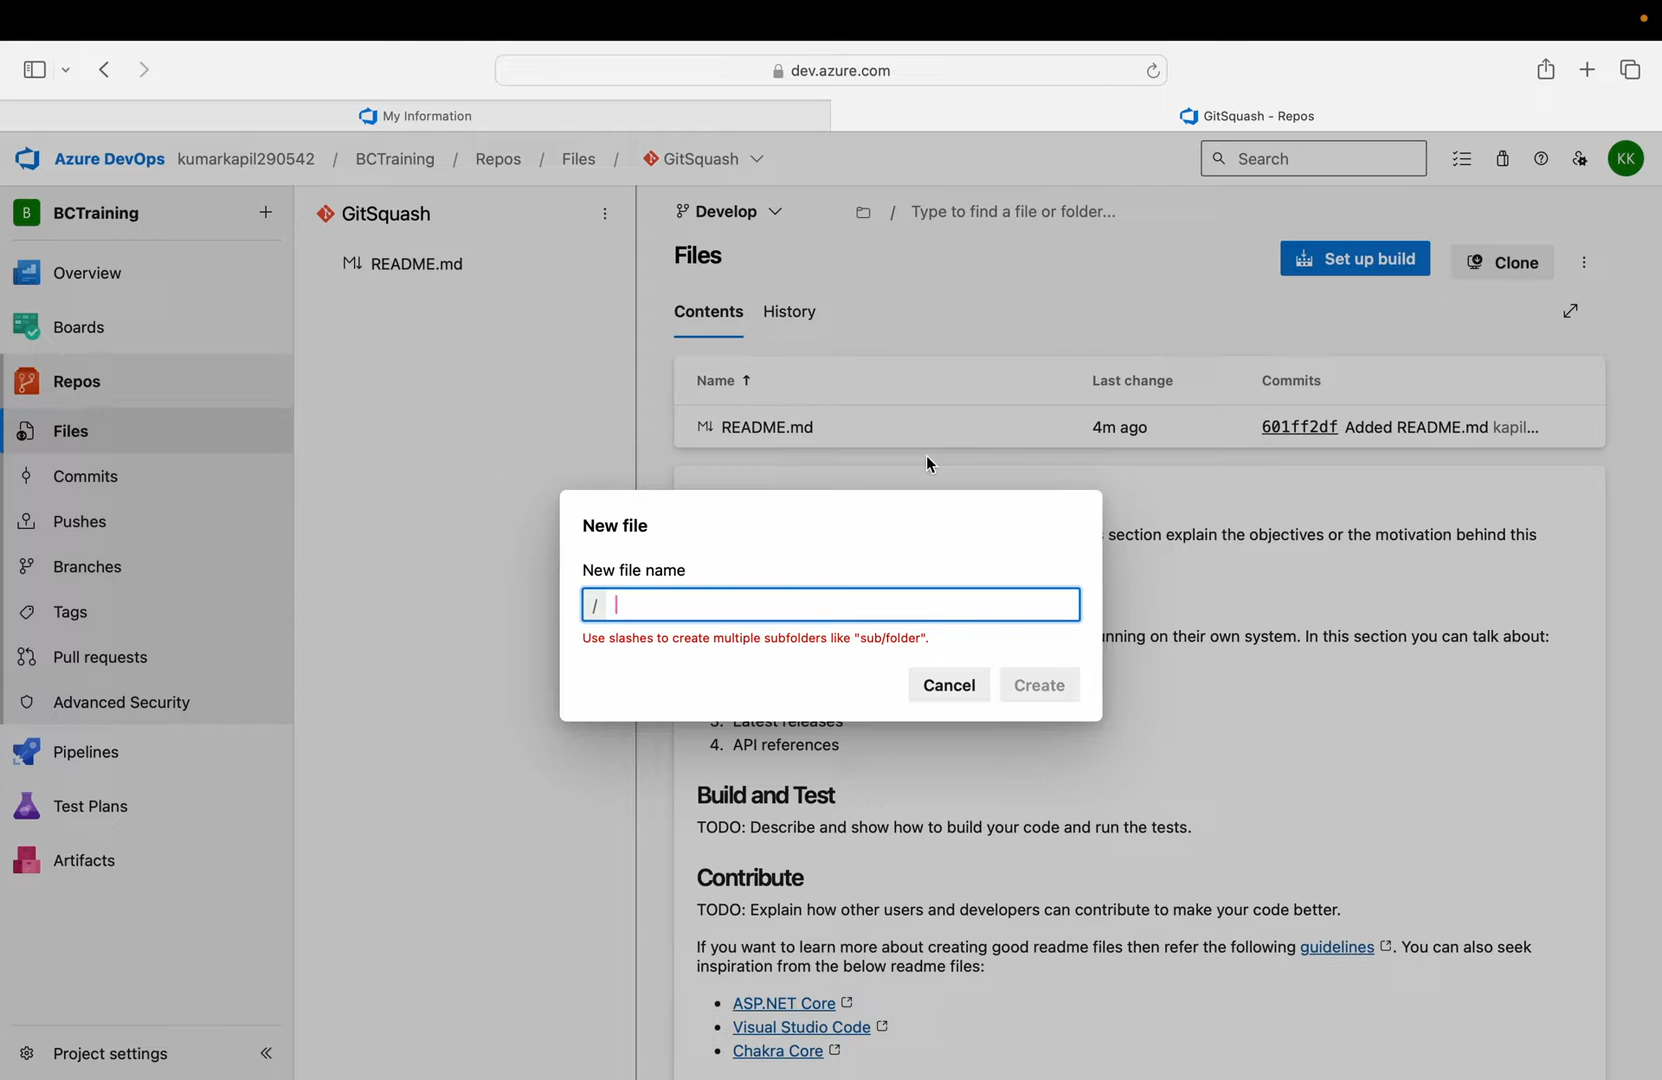 dev.azure.com
My Information
GitSquash - Repos
Azure DevOps kumarkapil290542 / BCTraining / Repos / Files / GitSquash
Search
KK
B BCTraining
Overview
Boards
Repos
Files
Commits
Pushes
Branches
Tags
Pull requests
Advanced Security
Pipelines
Test Plans
Artifacts
Project settings
GitSquash
README.md
Develop
/ Type to find a file or folder...
Files
Set up build
Clone
Contents
History
Name
Last change
Commits
README.md
4m ago
601ff2df Added README.md kapil...
section explain the objectives or the motivation behind this
New file
New file name
/
Use slashes to create multiple subfolders like "sub/folder".
Cancel
Create
nning on their own system. In this section you can talk about:
3. Latest releases
4. API references
Build and Test
TODO: Describe and show how to build your code and run the tests.
Contribute
TODO: Explain how other users and developers can contribute to make your code better.
If you want to learn more about creating good readme files then refer the following guidelines. You can also seek
inspiration from the below readme files:
• ASP.NET Core
• Visual Studio Code
• Chakra Core